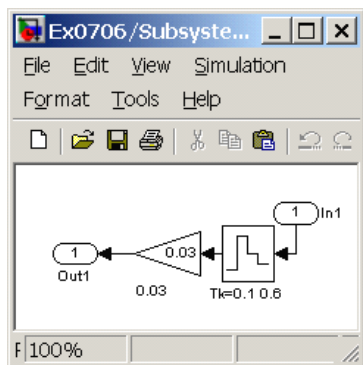 Ex0706/Subsyste...
File Edit View Simulation
Format Tools Help
1 In1
1 0.03
Out1
0.03 Tk=0.1 0.6
F 100%